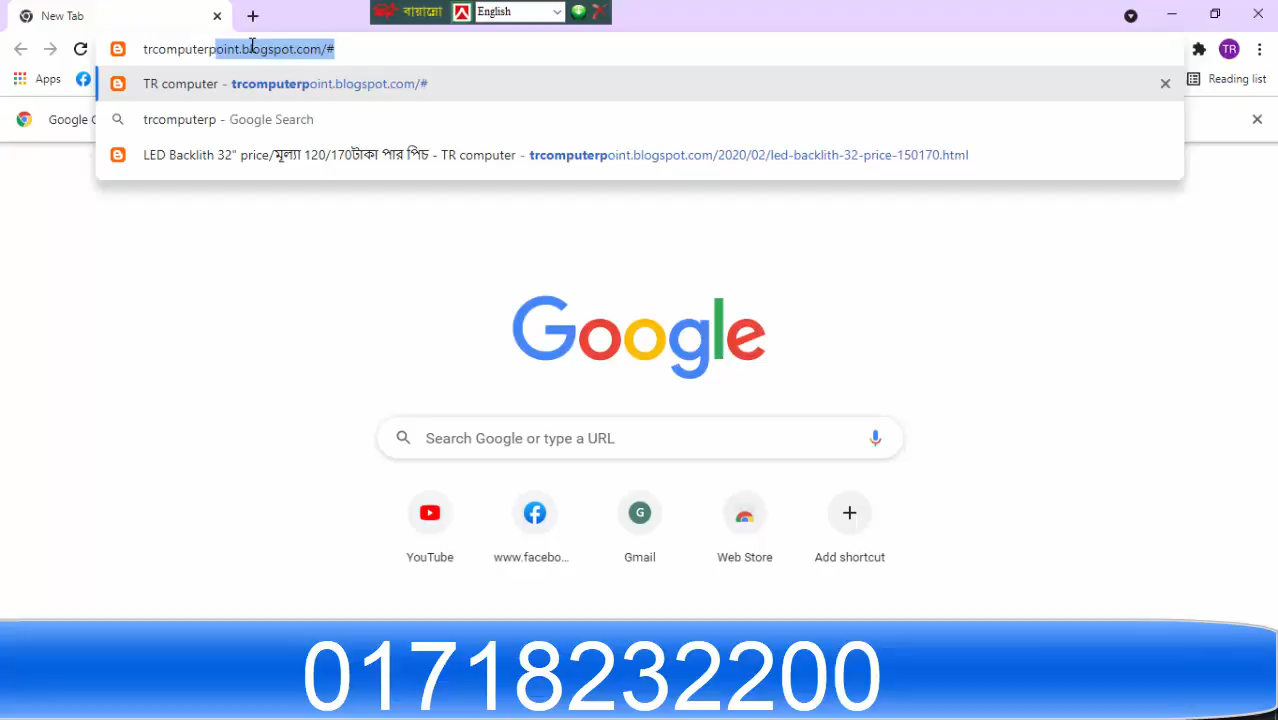 New Tab
বায়ান্নো
English
trcomputerpoint.blogspot.com/#
TR
Apps
Reading list
TR computer - trcomputerpoint.blogspot.com/#
Google C
trcomputerp - Google Search
LED Backlith 32" price/মূল্যা 120/170টাকা পার পিচ - TR computer - trcomputerpoint.blogspot.com/2020/02/led-backlith-32-price-150170.html
Google
Search Google or type a URL
G
YouTube
www.facebo...
Gmail
Web Store
Add shortcut
01718232200